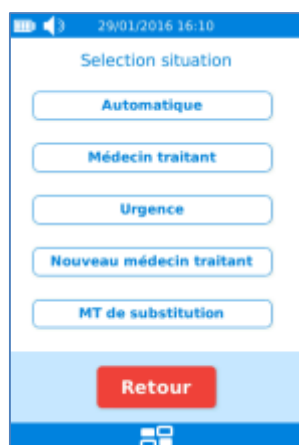 29/01/2016 16:10
Selection situation
Automatique
Médecin traitant
Urgence
Nouveau médecin traitant
MT de substitution
Retour